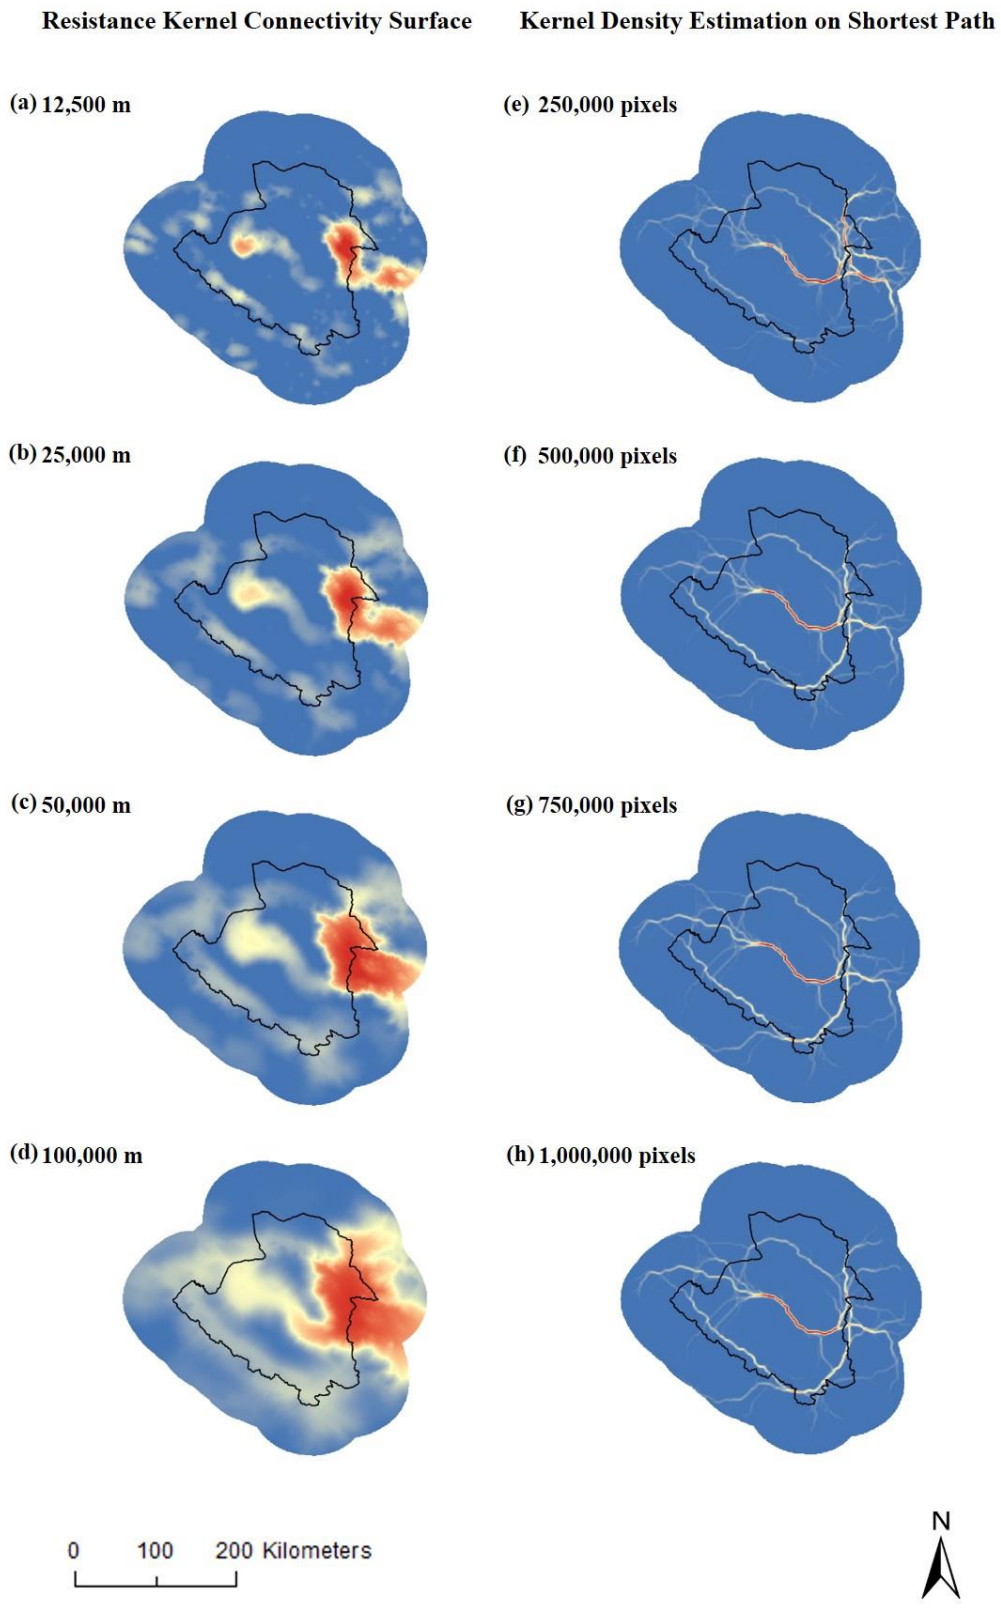 Resistance Kernel Connectivity Surface
Kernel Density Estimation on Shortest Path
(a) 12,500 m
(e) 250,000 pixels
(b) 25,000 m
(f) 500,000 pixels
(c) 50,000 m
(g) 750,000 pixels
(d) 100,000 m
(h) 1,000,000 pixels
0 100 200 Kilometers
N